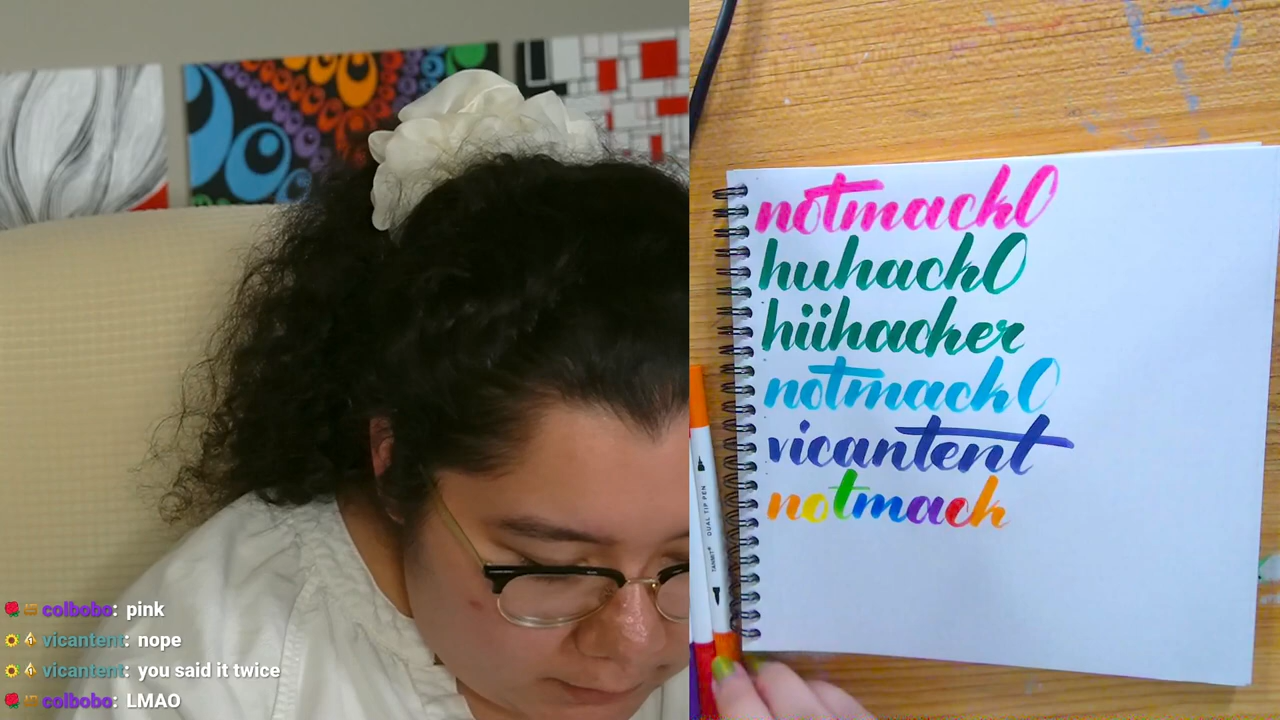 notmack0
huhack0
hiihacker
notmack0
vicantent
notmack
DUAL TIP PEN
colbobo: pink
vicantent: nope
vicantent: you said it twice
colbobo: LMAO